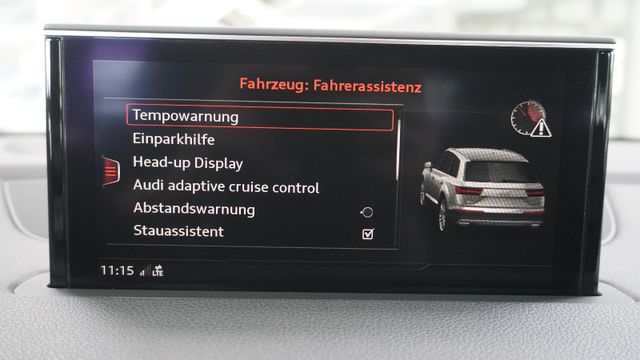 Fahrzeug: Fahrerassistenz
Tempowarnung
Einparkhilfe
Head-up Display
Audi adaptive cruise control
Abstandswarnung
Stauassistent
11:15 LTE